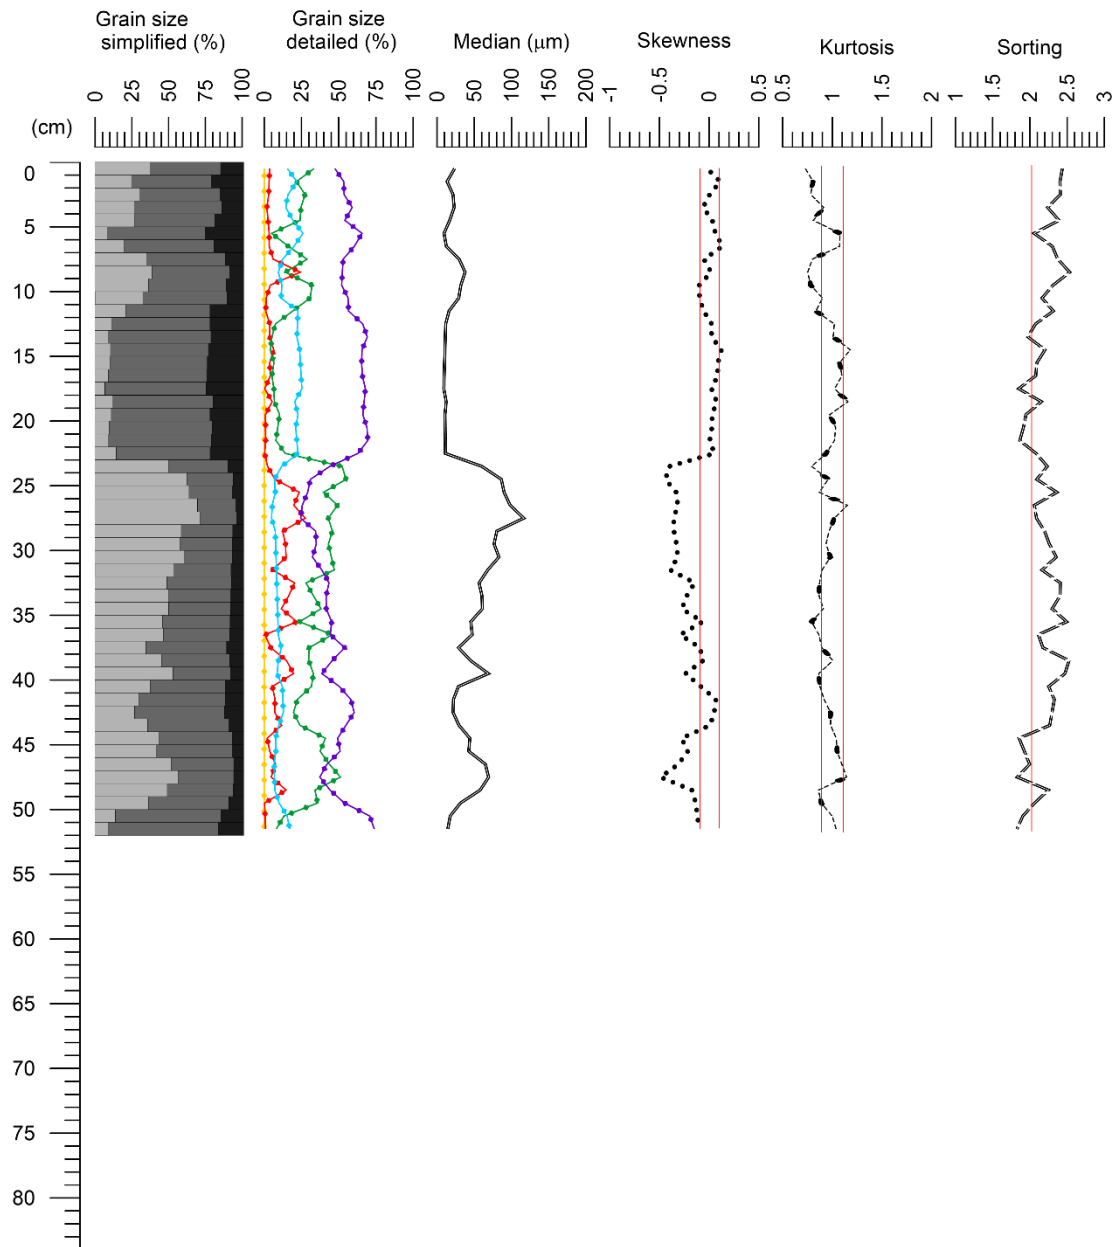 Grain size
simplified (%)
Grain size
detailed (%)
Median (μm)
Skewness
Kurtosis
Sorting
0 25 50 75 100
0 25 50 75 100
0 50 100 150 200
-1 -0.5 0 0.5
0.5 1 1.5 2
1 1.5 2 2.5 3
(cm)
0
5
10
15
20
25
30
35
40
45
50
55
60
65
70
75
80